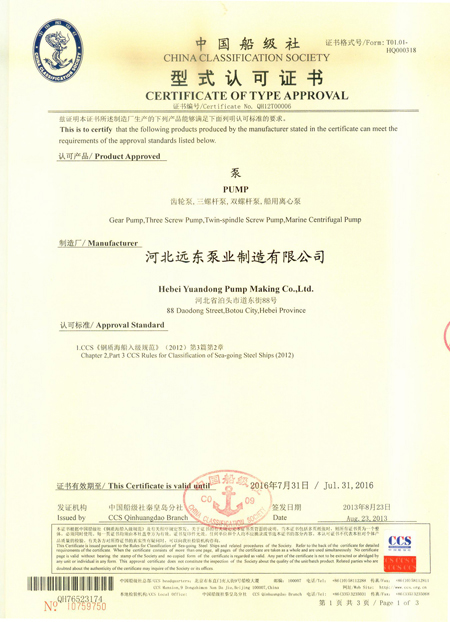 中国船级社
证书格式号/Form: T01.01-
HQ000318
CHINA CLASSIFICATION SOCIETY
型式认可证书
CERTIFICATE OF TYPE APPROVAL
证书编号/Certificate No. QH12T00006
兹证明本证书所述制造厂生产的下列产品能够满足下面列明认可标准的要求。
This is to certify that the following products produced by the manufacturer stated in the certificate can meet the
requirements of the approval standards listed below.
认可产品/ Product Approved
泵
PUMP
齿轮泵,三螺杆泵,双螺杆泵,船用离心泵
Gear Pump,Three Screw Pump,Twin-spindle Screw Pump,Marine Centrifugal Pump
制造厂/ Manufacturer
河北远东泵业制造有限公司
Hebei Yuandong Pump Making Co.,Ltd.
河北省泊头市道东街88号
88 Daodong Street,Botou City,Hebei Province
认可标准/ Approval Standard
1.CCS《钢质海船入级规范》(2012) 第3篇第2章
Chapter 2,Part 3 CCS Rules for Classification of Sea-going Steel Ships (2012)
证书有效期至/ This Certificate is valid until 2016年7月31日 / Jul.31,2016
发证机构 中国船级社秦皇岛分社 签发日期 2013年8月23日
Issued by CCS Qinhuangdao Branch Date Aug.23,2013
CCS
QH76523174
№ 10759750
第 1 页 共 3 页/ Page 1 of 3